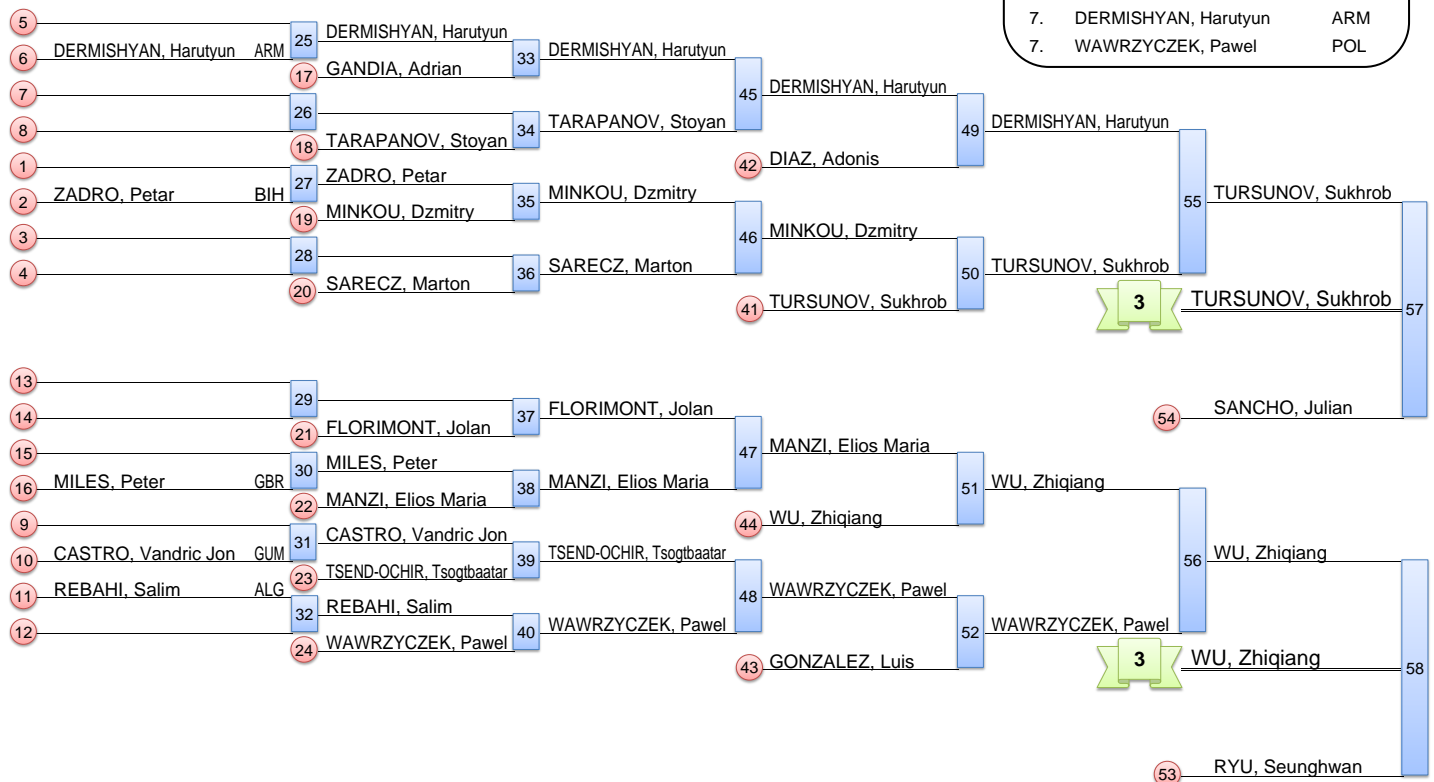 7. DERMISHYAN, Harutyun ARM
7. WAWRZYCZEK, Pawel POL
5
25 DERMISHYAN, Harutyun
6 DERMISHYAN, Harutyun ARM
33 DERMISHYAN, Harutyun
17 GANDIA, Adrian
7
45 DERMISHYAN, Harutyun
26
8
34 TARAPANOV, Stoyan
18 TARAPANOV, Stoyan
49 DERMISHYAN, Harutyun
1
42 DIAZ, Adonis
27 ZADRO, Petar
2 ZADRO, Petar BIH
35 MINKOU, Dzmitry
55 TURSUNOV, Sukhrob
19 MINKOU, Dzmitry
3
46 MINKOU, Dzmitry
28
4
36 SARECZ, Marton
50 TURSUNOV, Sukhrob
20 SARECZ, Marton
41 TURSUNOV, Sukhrob
3 TURSUNOV, Sukhrob
57
13
29
37 FLORIMONT, Jolan
14
54 SANCHO, Julian
21 FLORIMONT, Jolan
15
47 MANZI, Elios Maria
30 MILES, Peter
16 MILES, Peter GBR
38 MANZI, Elios Maria
51 WU, Zhiqiang
22 MANZI, Elios Maria
9
44 WU, Zhiqiang
31 CASTRO, Vandric Jon
10 CASTRO, Vandric Jon GUM
39 TSEND-OCHIR, Tsogtbaatar
56 WU, Zhiqiang
23 TSEND-OCHIR, Tsogtbaatar
11 REBAHI, Salim ALG
48 WAWRZYCZEK, Pawel
32 REBAHI, Salim
12
40 WAWRZYCZEK, Pawel
52 WAWRZYCZEK, Pawel
24 WAWRZYCZEK, Pawel
43 GONZALEZ, Luis
3 WU, Zhiqiang
58
53 RYU, Seunghwan